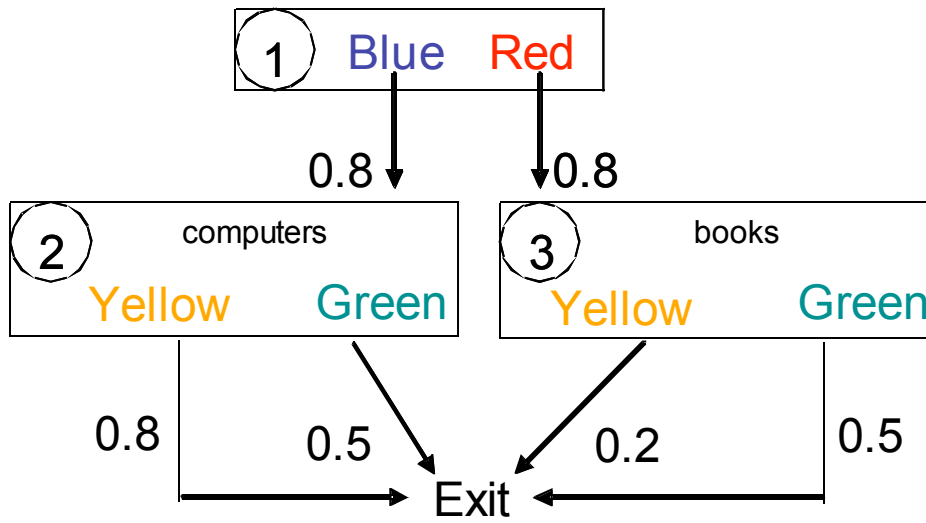 1 Blue Red
0.8 0.8
2 computers
Yellow Green
3 books
Yellow Green
0.8 0.5 0.2 0.5
Exit